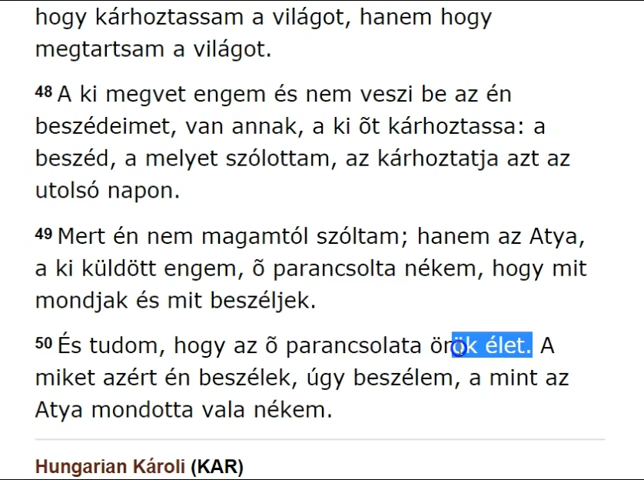 hogy kárhoztassam a világot, hanem hogy
megtartsam a világot.
48 A ki megvet engem és nem veszi be az én
beszédeimet, van annak, a ki õt kárhoztassa: a
beszéd, a melyet szólottam, az kárhoztatja azt az
utolsó napon.
49 Mert én nem magamtól szóltam; hanem az Atya,
a ki küldött engem, õ parancsolta nékem, hogy mit
mondjak és mit beszéljek.
50 És tudom, hogy az õ parancsolata örök élet. A
miket azért én beszélek, úgy beszélem, a mint az
Atya mondotta vala nékem.
Hungarian Károli (KAR)